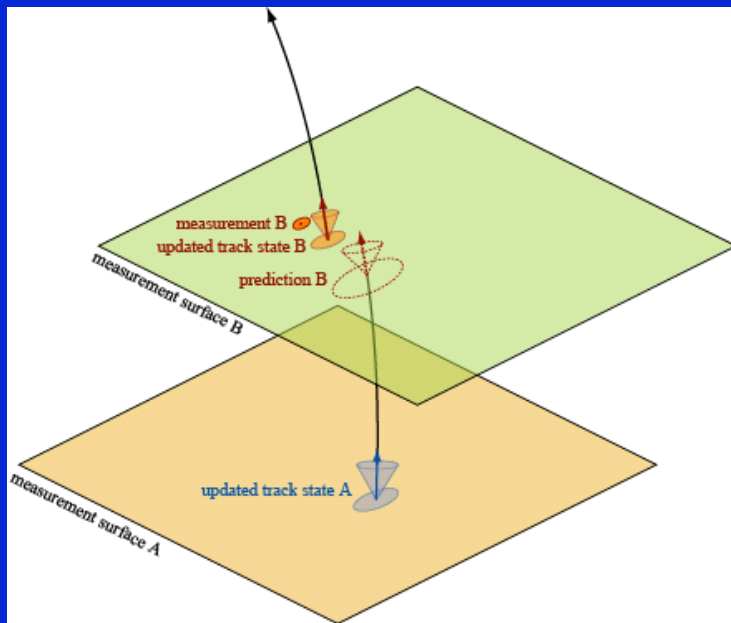 measurement B
updated track state B
prediction B
measurement surface B
updated track state A
measurement surface A